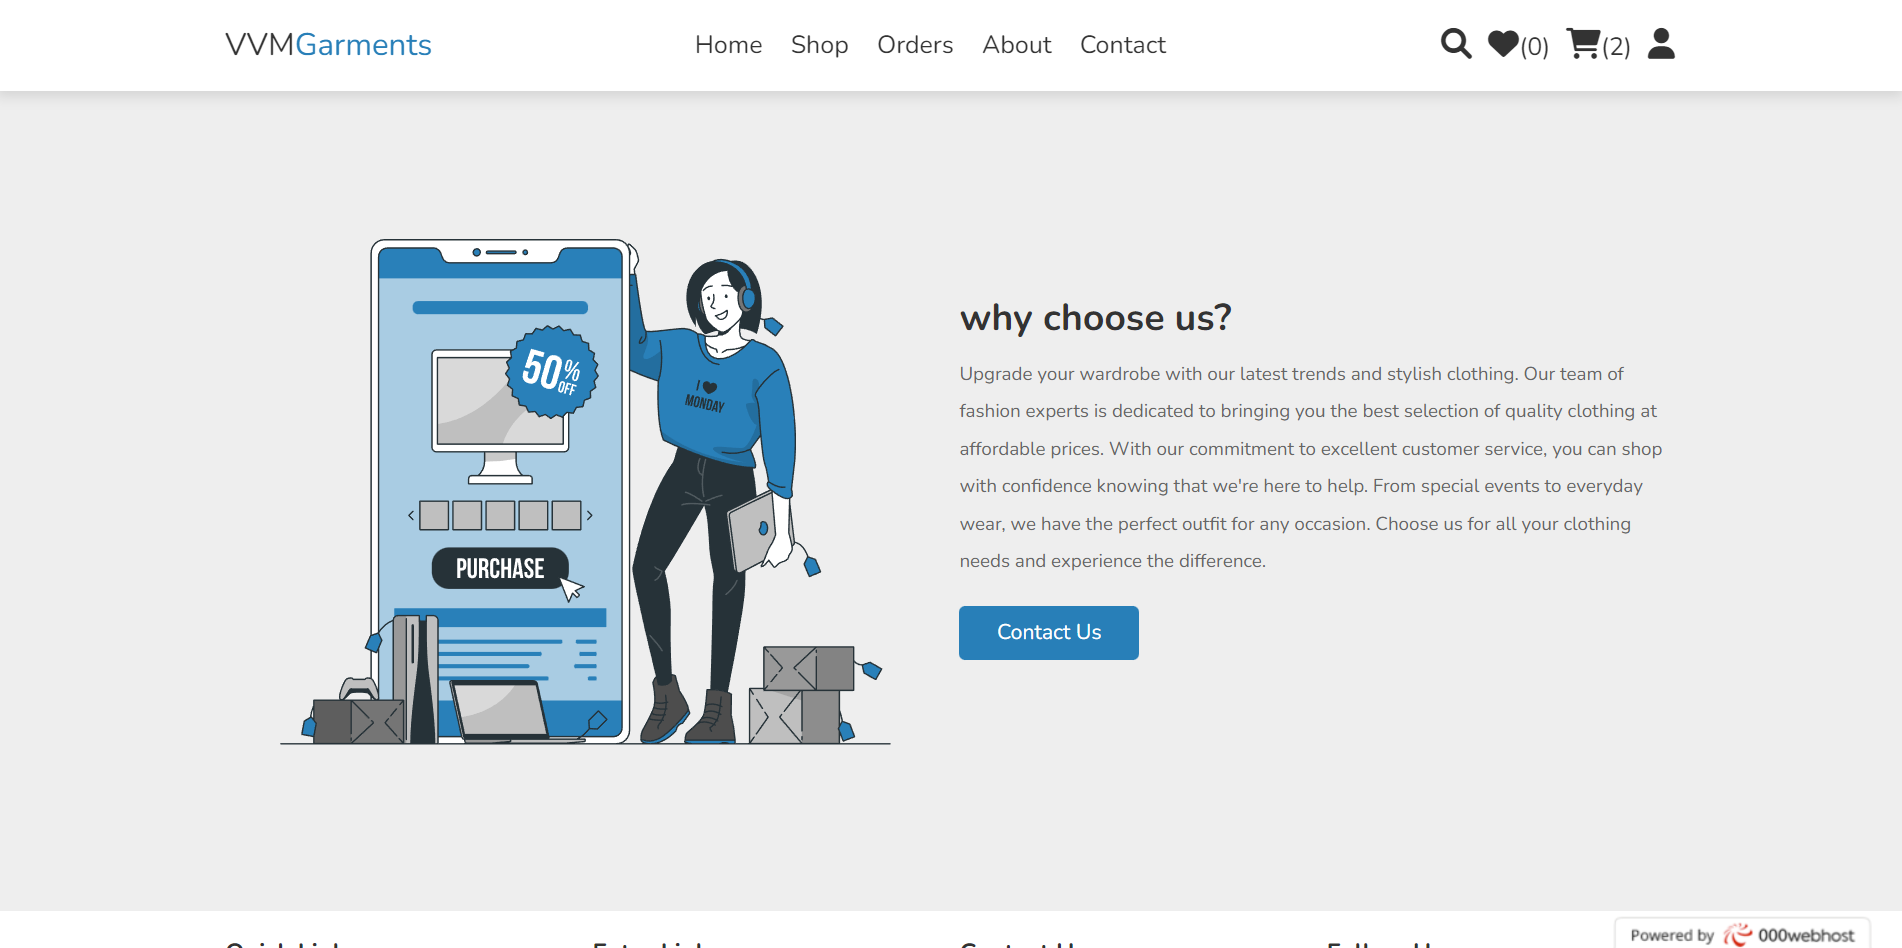 VVMGarments
Home Shop Orders About Contact
(0) (2)
50% OFF
I ♥
MONDAY
PURCHASE
why choose us?
Upgrade your wardrobe with our latest trends and stylish clothing. Our team of
fashion experts is dedicated to bringing you the best selection of quality clothing at
affordable prices. With our commitment to excellent customer service, you can shop
with confidence knowing that we're here to help. From special events to everyday
wear, we have the perfect outfit for any occasion. Choose us for all your clothing
needs and experience the difference.
Contact Us
Powered by 000webhost